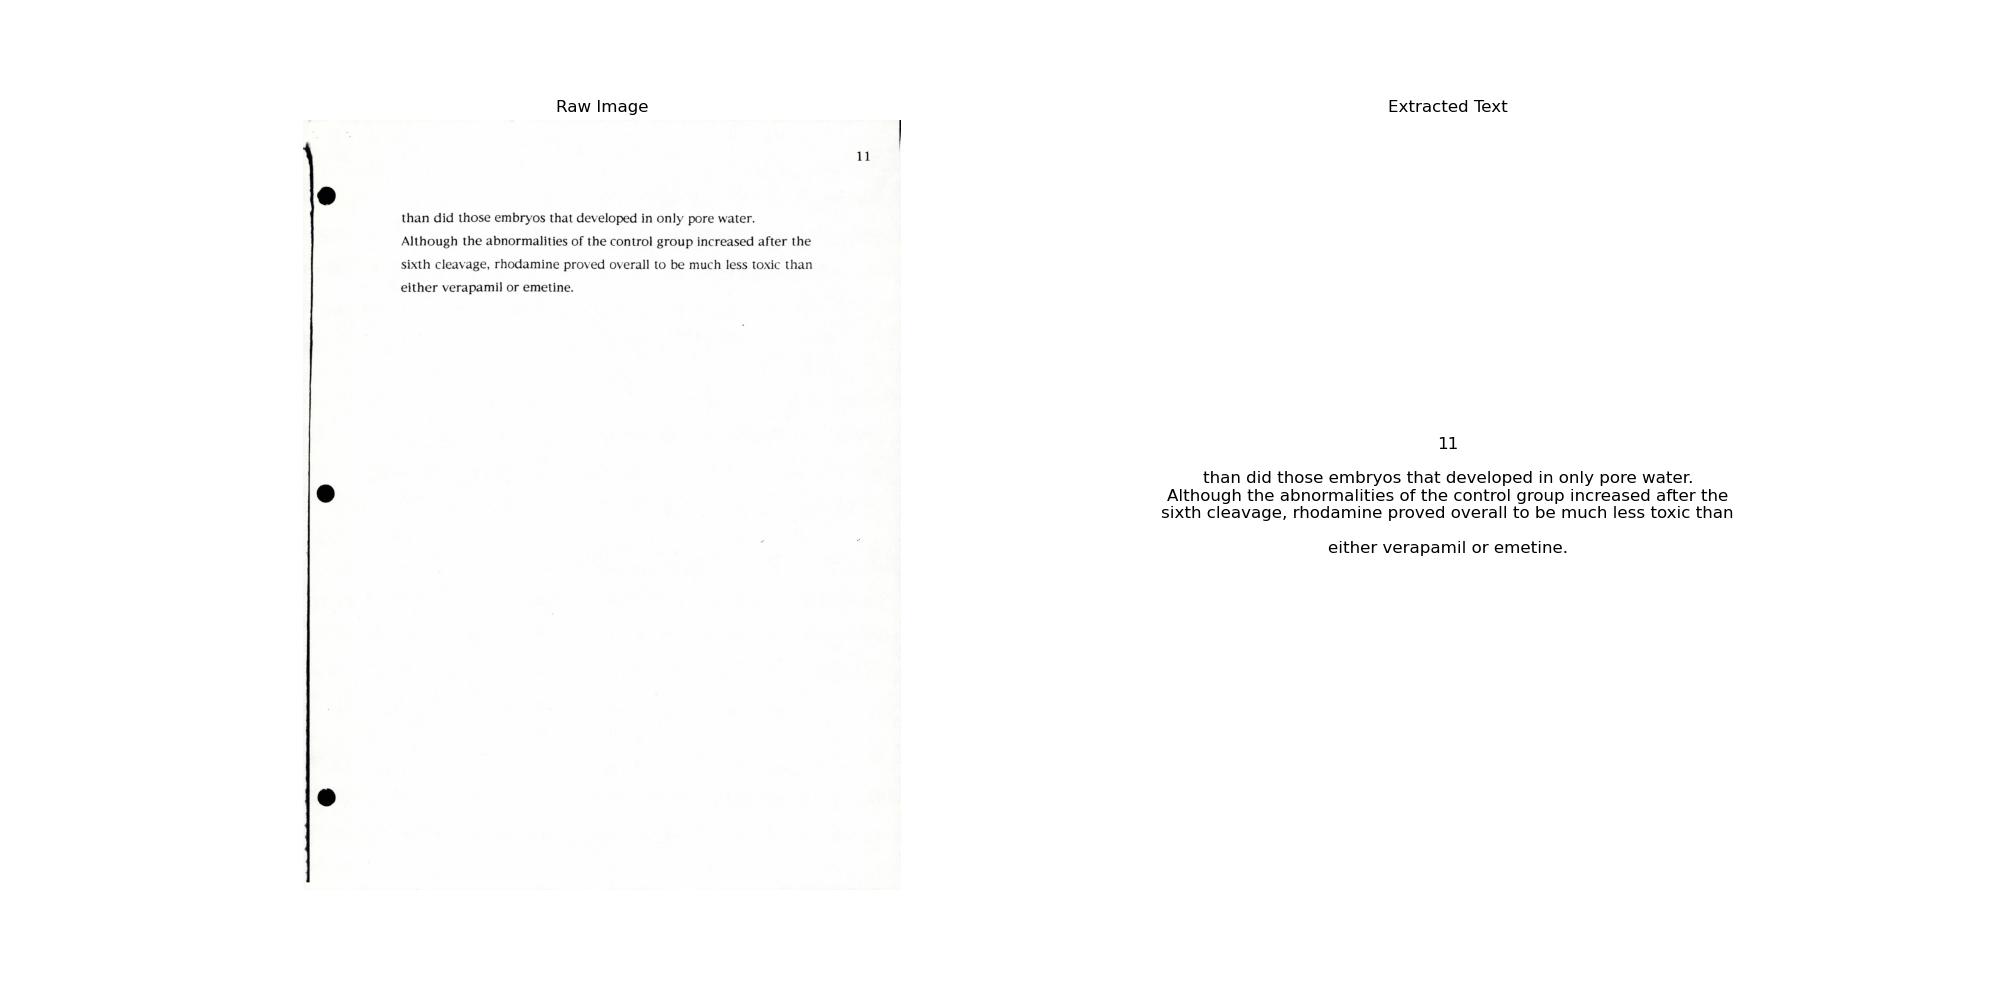 Raw Image
11
than did those embryos that developed in only pore water.
Although the abnormalities of the control group increased after the
sixth cleavage, rhodamine proved overall to be much less toxic than
either verapamil or emetine.
Extracted Text
11
than did those embryos that developed in only pore water.
Although the abnormalities of the control group increased after the
sixth cleavage, rhodamine proved overall to be much less toxic than
either verapamil or emetine.